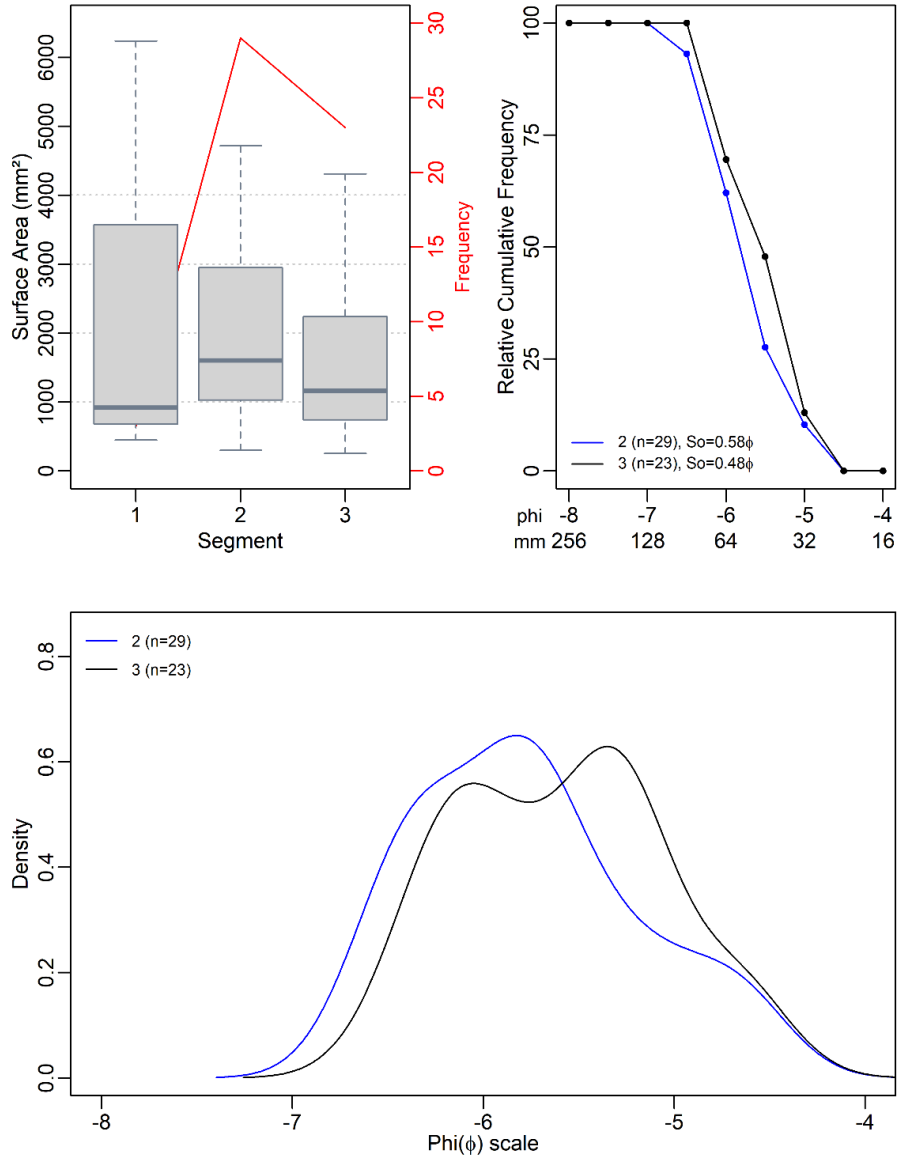 Surface Area (mm²)
0 1000 2000 3000 4000 5000 6000
1 2 3
Segment
0 5 10 15 20 25 30
Frequency
Relative Cumulative Frequency
0 25 50 75 100
2 (n=29), So=0.58ϕ
3 (n=23), So=0.48ϕ
phi -8 -7 -6 -5 -4
mm 256 128 64 32 16
Density
0.0 0.2 0.4 0.6 0.8
2 (n=29)
3 (n=23)
-8 -7 -6 -5 -4
Phi(ϕ) scale